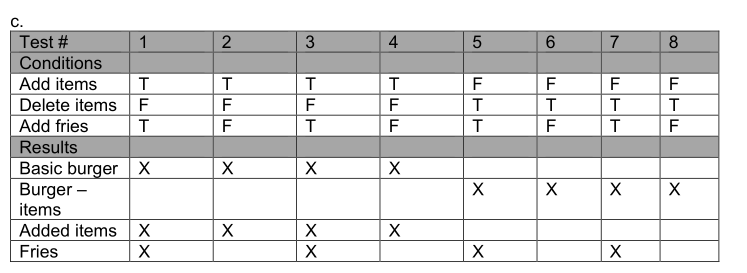 c.
Test # 1 2 3 4 5 6 7 8
Conditions
Add items T T T T F F F F
Delete items F F F F T T T T
Add fries T F T F T F T F
Results
Basic burger X X X X
Burger – X X X X
items
Added items X X X X
Fries X X X X